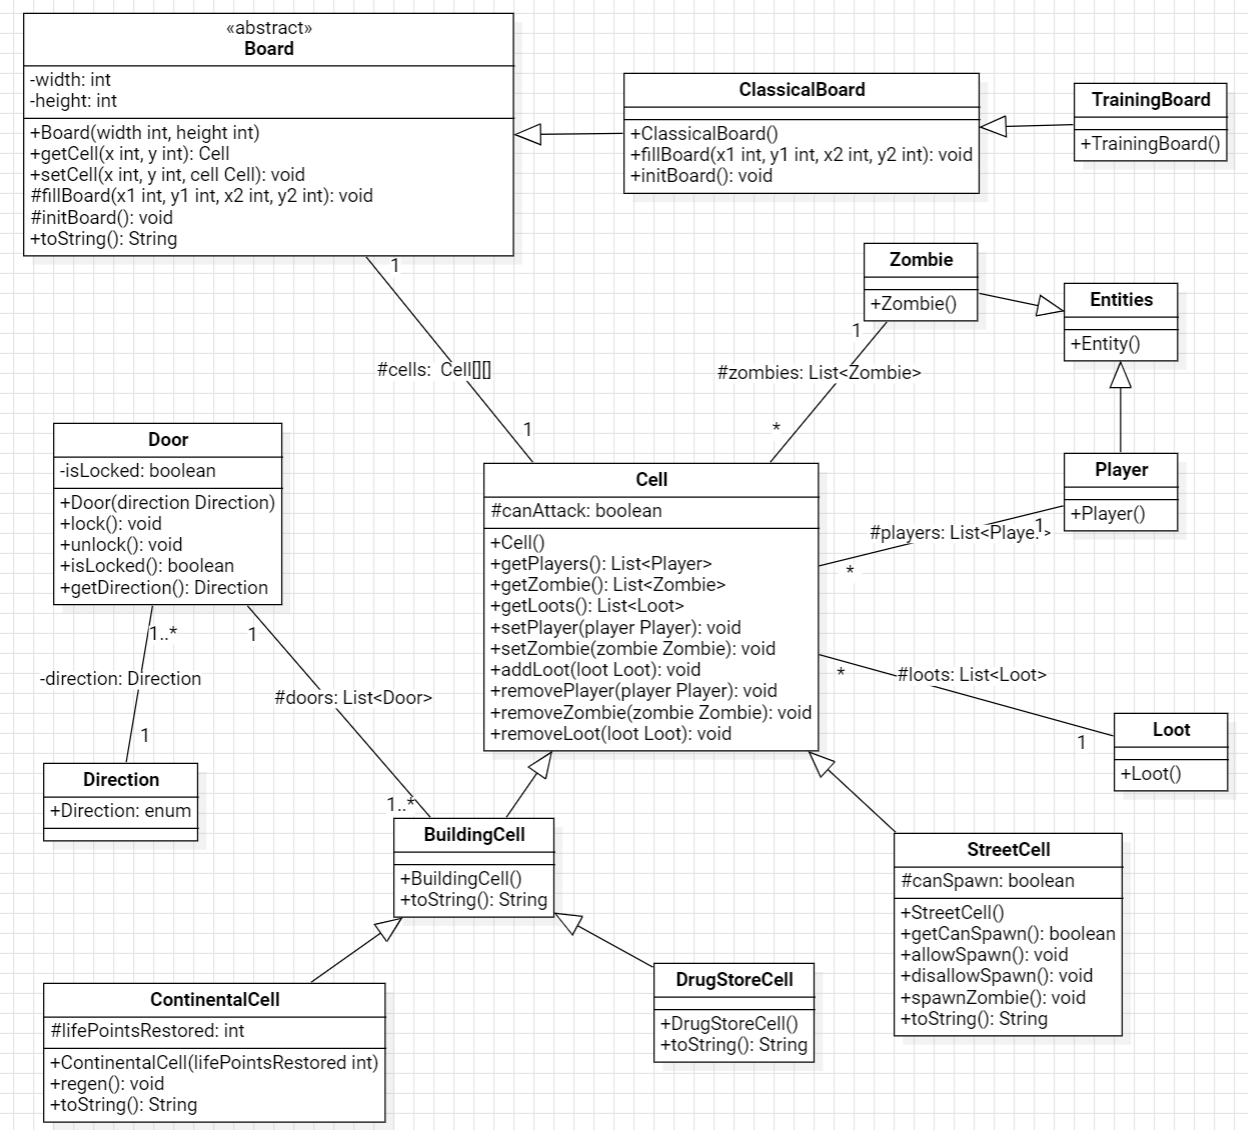 «abstract»
Board
-width: int
-height: int
+Board(width int, height int)
+getCell(x int, y int): Cell
+setCell(x int, y int, cell Cell): void
#fillBoard(x1 int, y1 int, x2 int, y2 int): void
#initBoard(): void
+toString(): String
ClassicalBoard
+ClassicalBoard()
+fillBoard(x1 int, y1 int, x2 int, y2 int): void
+initBoard(): void
TrainingBoard
+TrainingBoard()
Zombie
+Zombie()
Entities
+Entity()
1
1
#cells: Cell[][]
#zombies: List<Zombie>
1
*
Door
-isLocked: boolean
+Door(direction Direction)
+lock(): void
+unlock(): void
+isLocked(): boolean
+getDirection(): Direction
Cell
#canAttack: boolean
+Cell()
+getPlayers(): List<Player>
+getZombie(): List<Zombie>
+getLoots(): List<Loot>
+setPlayer(player Player): void
+setZombie(zombie Zombie): void
+addLoot(loot Loot): void
+removePlayer(player Player): void
+removeZombie(zombie Zombie): void
+removeLoot(loot Loot): void
Player
+Player()
#players: List<Playe
1
*
1..*
1
-direction: Direction
#doors: List<Door>
1
1..*
*
#loots: List<Loot>
1
Loot
+Loot()
Direction
+Direction: enum
BuildingCell
+BuildingCell()
+toString(): String
StreetCell
#canSpawn: boolean
+StreetCell()
+getCanSpawn(): boolean
+allowSpawn(): void
+disallowSpawn(): void
+spawnZombie(): void
+toString(): String
ContinentalCell
#lifePointsRestored: int
+ContinentalCell(lifePointsRestored int)
+regen(): void
+toString(): String
DrugStoreCell
+DrugStoreCell()
+toString(): String